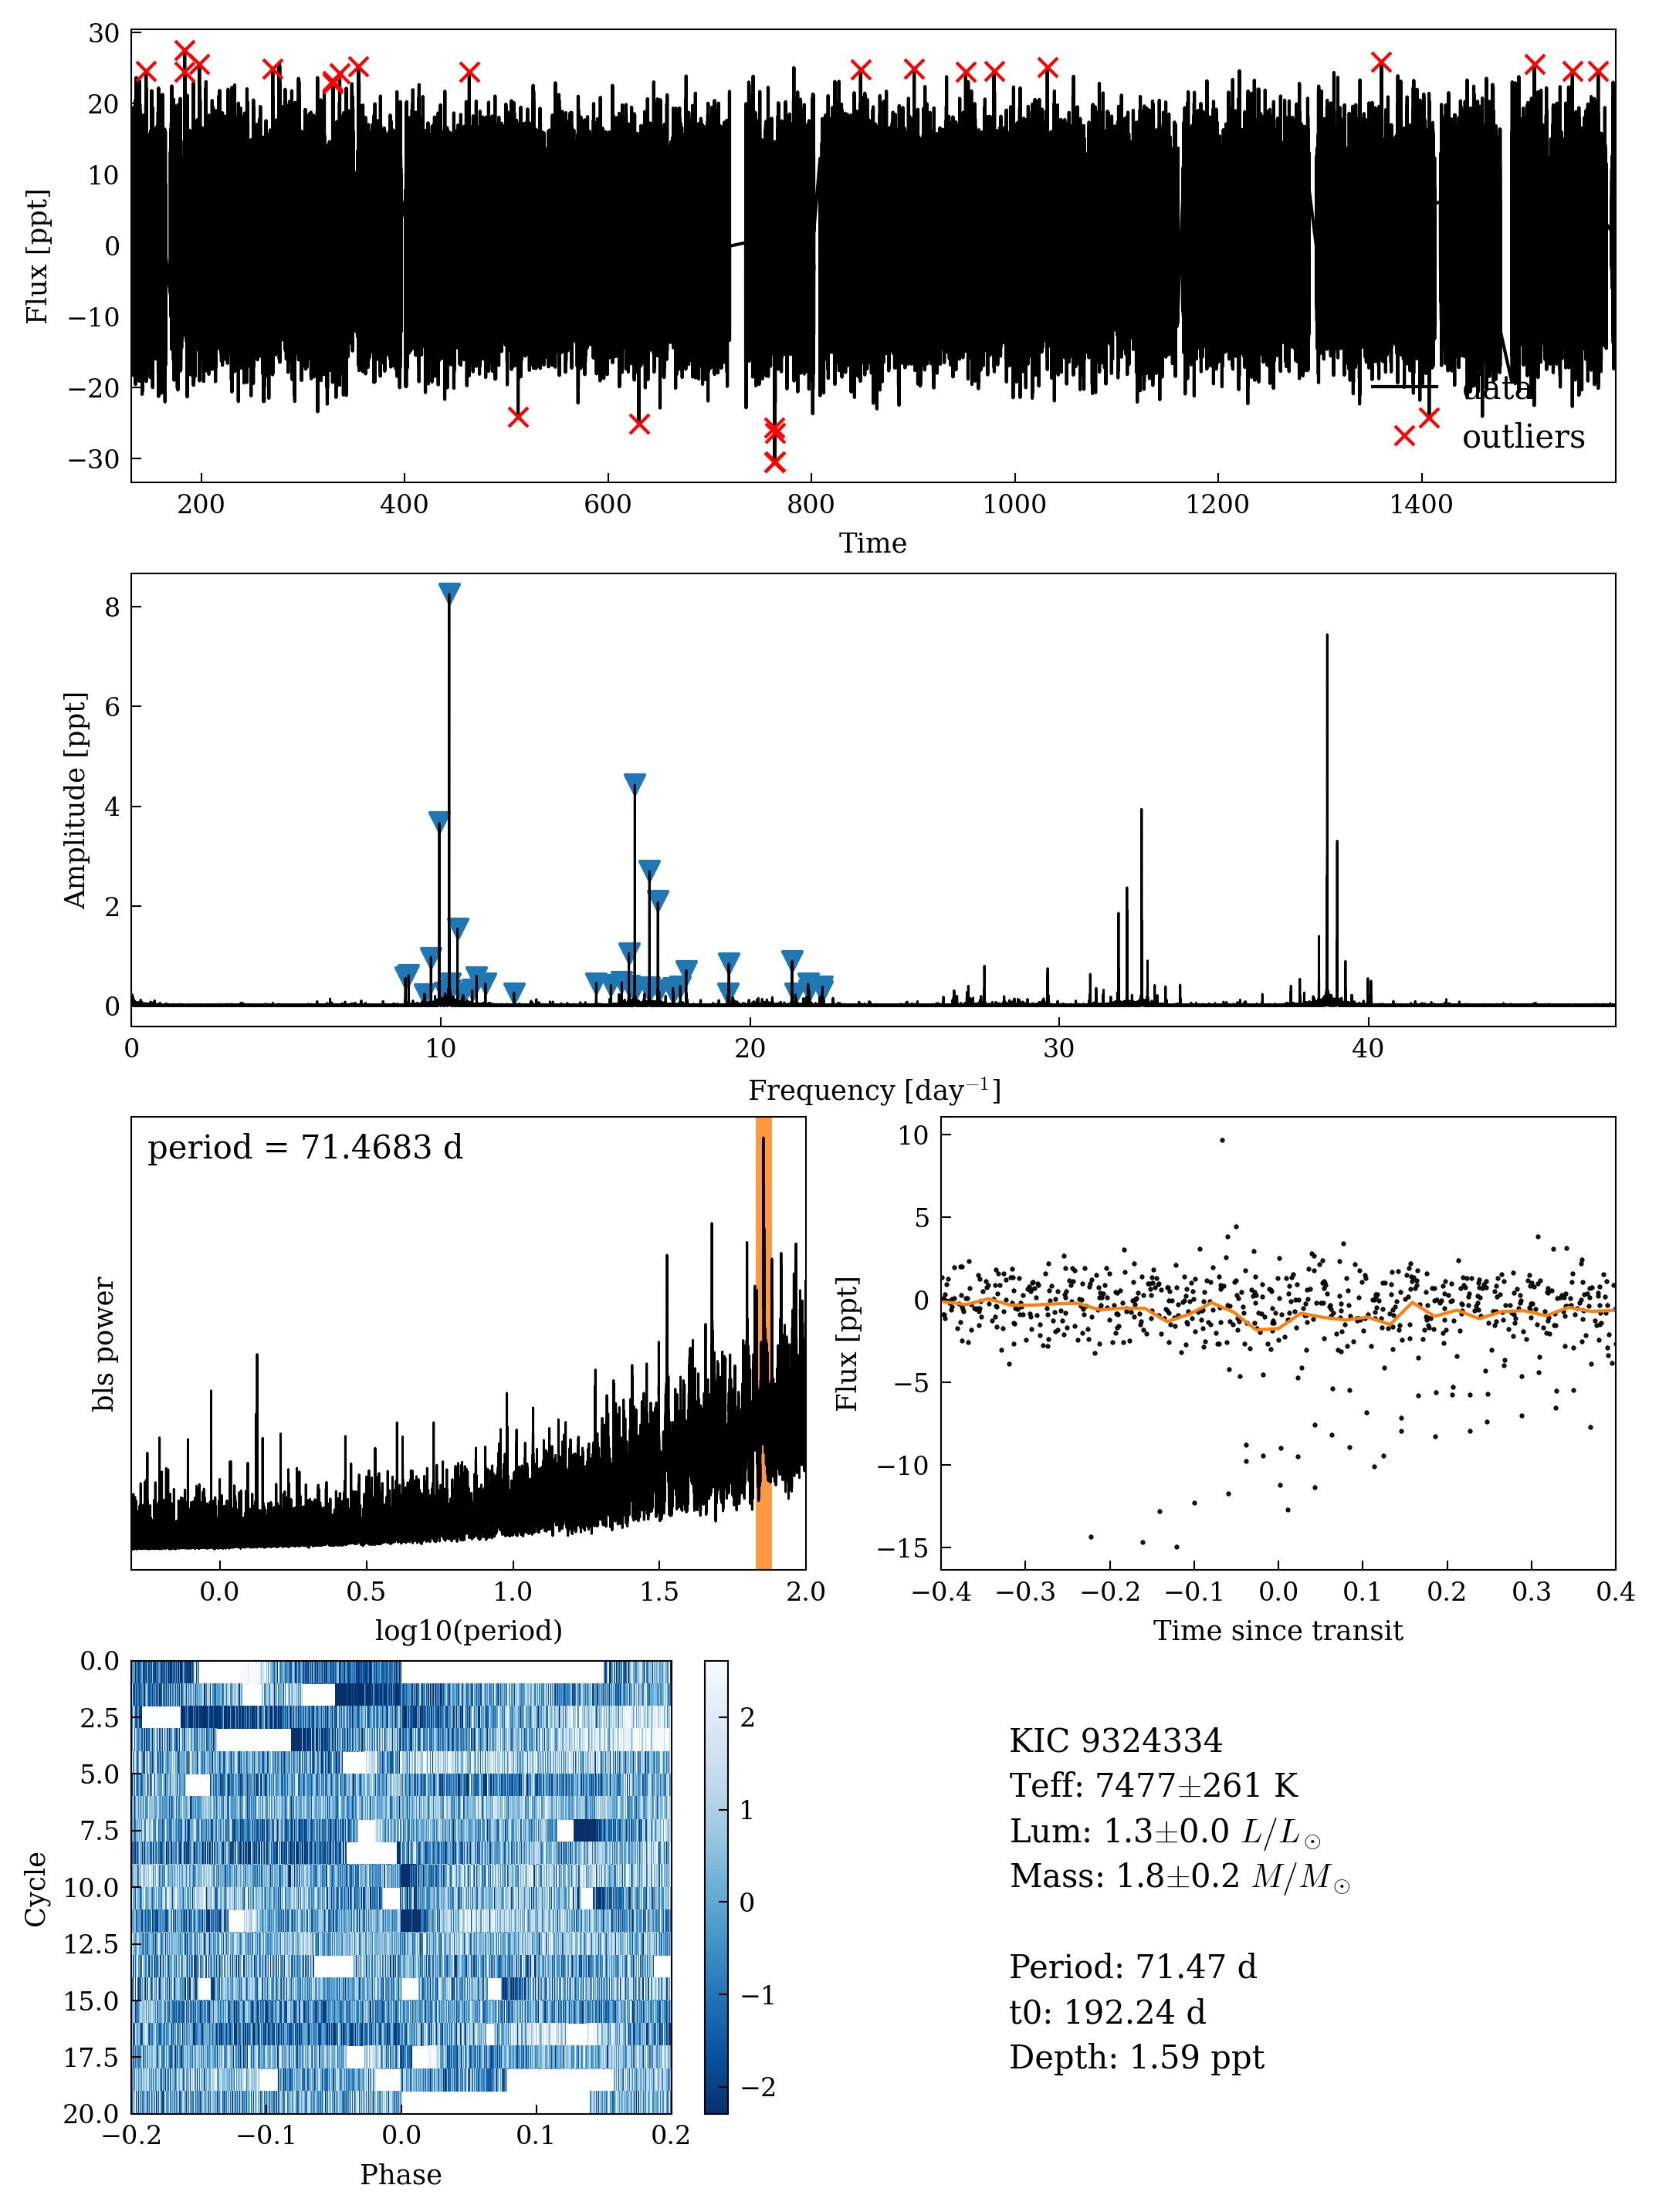 30
20
10
0
−10
−20
−30
Flux [ppt]
data
outliers
200 400 600 800 1000 1200 1400
Time
8
6
4
2
0
Amplitude [ppt]
0 10 20 30 40
Frequency [day⁻¹]
period = 71.4683 d
bls power
0.0 0.5 1.0 1.5 2.0
log10(period)
10
5
0
−5
−10
−15
Flux [ppt]
−0.4 −0.3 −0.2 −0.1 0.0 0.1 0.2 0.3 0.4
Time since transit
0.0
2.5
5.0
7.5
10.0
12.5
15.0
17.5
20.0
Cycle
−0.2 −0.1 0.0 0.1 0.2
Phase
2
1
0
−1
−2
KIC 9324334
Teff: 7477±261 K
Lum: 1.3±0.0 L/L⊙
Mass: 1.8±0.2 M/M⊙
Period: 71.47 d
t0: 192.24 d
Depth: 1.59 ppt